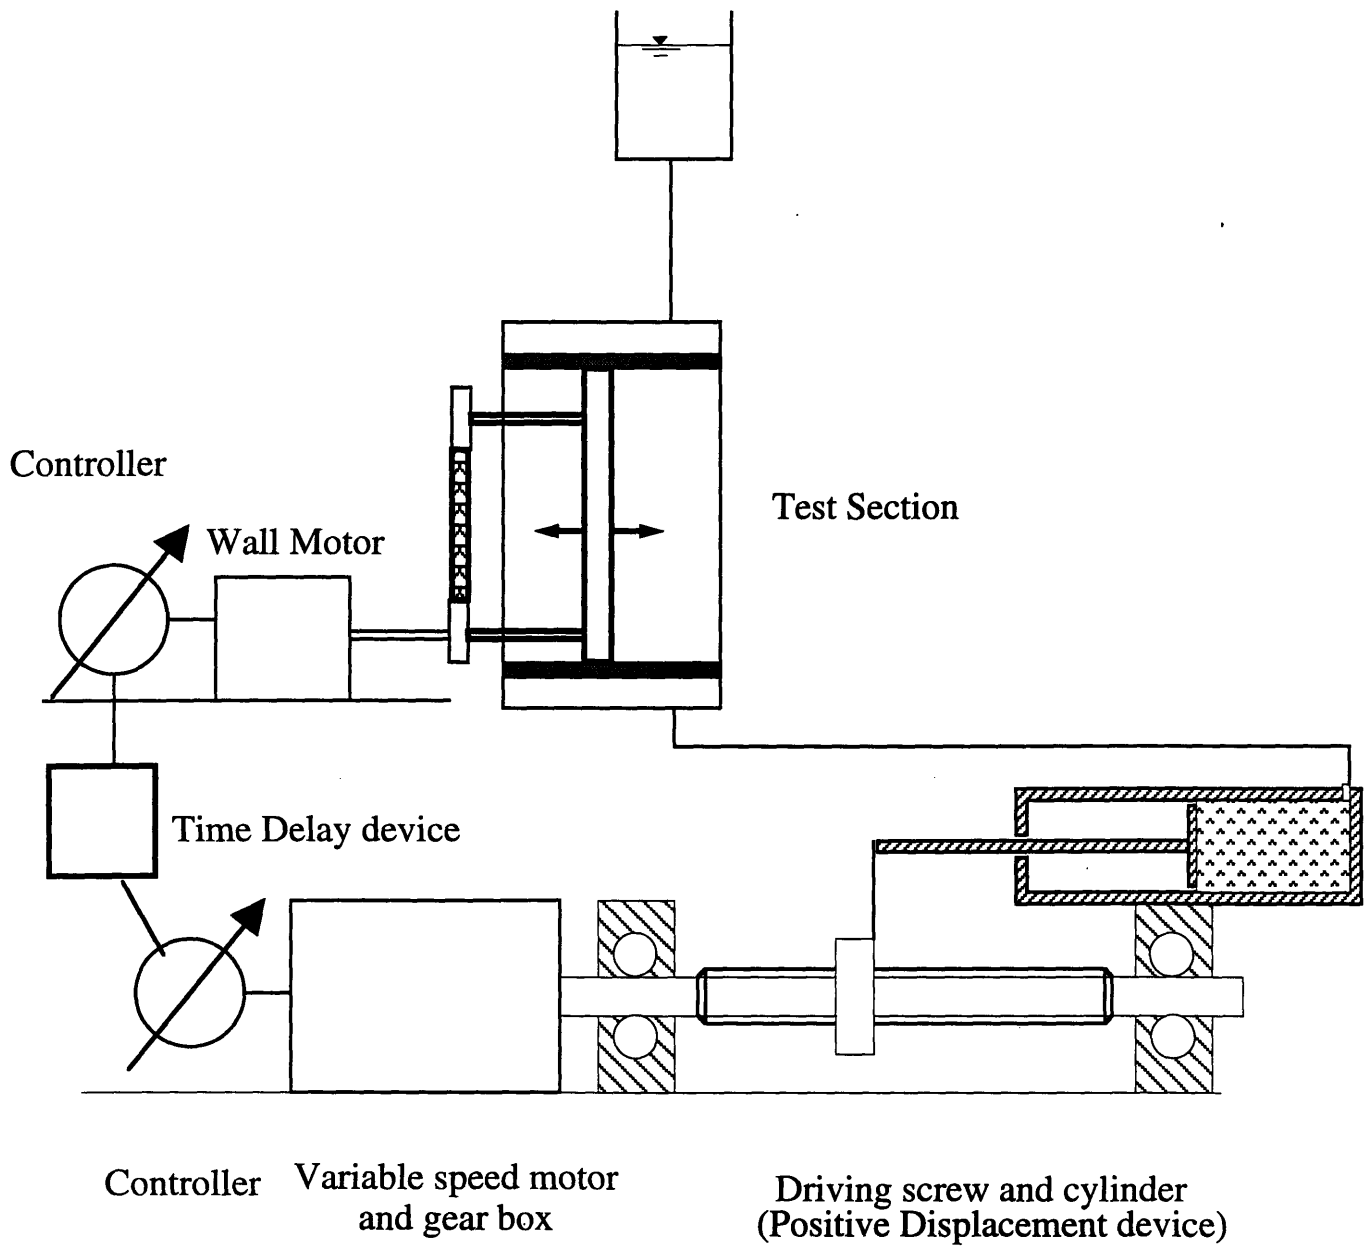 Controller
Wall Motor
Test Section
Time Delay device
Controller
Variable speed motor
and gear box
Driving screw and cylinder
(Positive Displacement device)